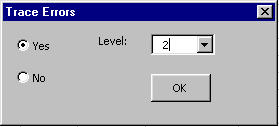 Trace Errors
Yes Level: 2
No
OK